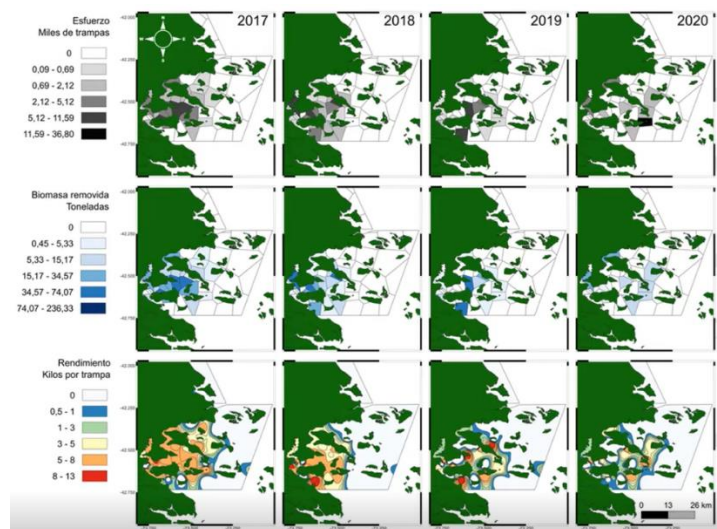 Esfuerzo
Miles de trampas
0
0,09 - 0,69
0,69 - 2,12
2,12 - 5,12
5,12 - 11,59
11,59 - 36,80
2017
2018
2019
2020
Biomasa removida
Toneladas
0
0,45 - 5,33
5,33 - 15,17
15,17 - 34,57
34,57 - 74,07
74,07 - 236,33
Rendimiento
Kilos por trampa
0
0,5 - 1
1 - 3
3 - 5
5 - 8
8 - 13
0 13 26 km